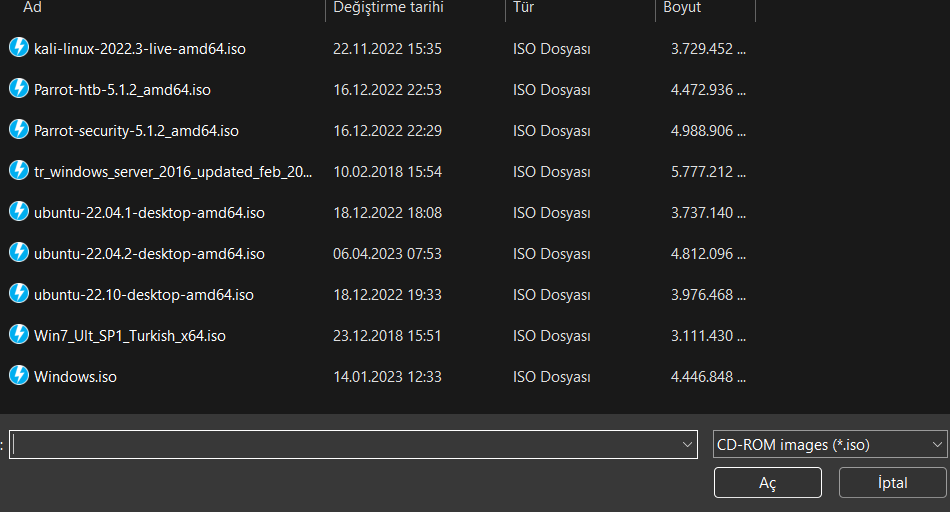 Ad Değiştirme tarihi Tür Boyut
kali-linux-2022.3-live-amd64.iso 22.11.2022 15:35 ISO Dosyası 3.729.452 ...
Parrot-htb-5.1.2_amd64.iso 16.12.2022 22:53 ISO Dosyası 4.472.936 ...
Parrot-security-5.1.2_amd64.iso 16.12.2022 22:29 ISO Dosyası 4.988.906 ...
tr_windows_server_2016_updated_feb_20... 10.02.2018 15:54 ISO Dosyası 5.777.212 ...
ubuntu-22.04.1-desktop-amd64.iso 18.12.2022 18:08 ISO Dosyası 3.737.140 ...
ubuntu-22.04.2-desktop-amd64.iso 06.04.2023 07:53 ISO Dosyası 4.812.096 ...
ubuntu-22.10-desktop-amd64.iso 18.12.2022 19:33 ISO Dosyası 3.976.468 ...
Win7_Ult_SP1_Turkish_x64.iso 23.12.2018 15:51 ISO Dosyası 3.111.430 ...
Windows.iso 14.01.2023 12:33 ISO Dosyası 4.446.848 ...
: CD-ROM images (*.iso)
Aç İptal